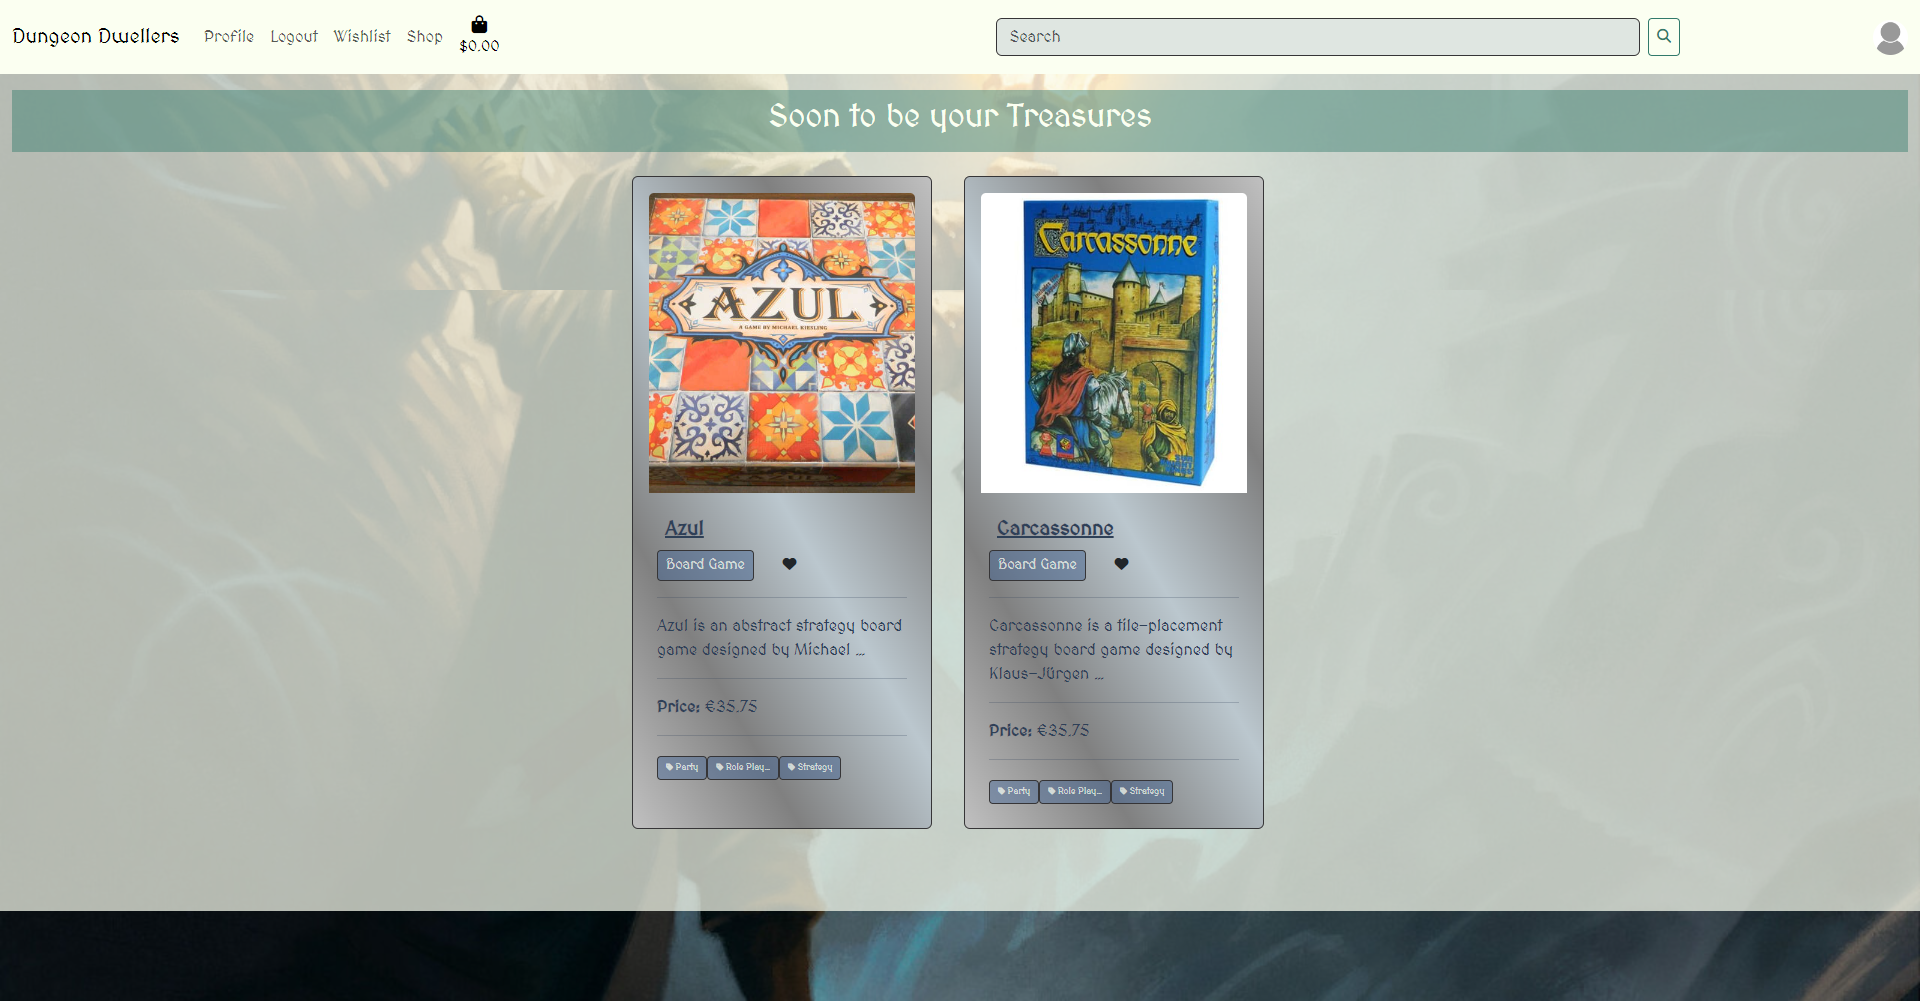 Dungeon Dwellers
Profile
Logout
Wishlist
Shop
$0.00
Search
Soon to be your Treasures
AZUL
A GAME BY MICHAEL KIESLING
Carcassonne
Azul
Board Game
Azul is an abstract strategy board
game designed by Michael ...
Price: €35.75
Party
Role Play...
Strategy
Carcassonne
Board Game
Carcassonne is a tile-placement
strategy board game designed by
Klaus-Jürgen ...
Price: €35.75
Party
Role Play...
Strategy